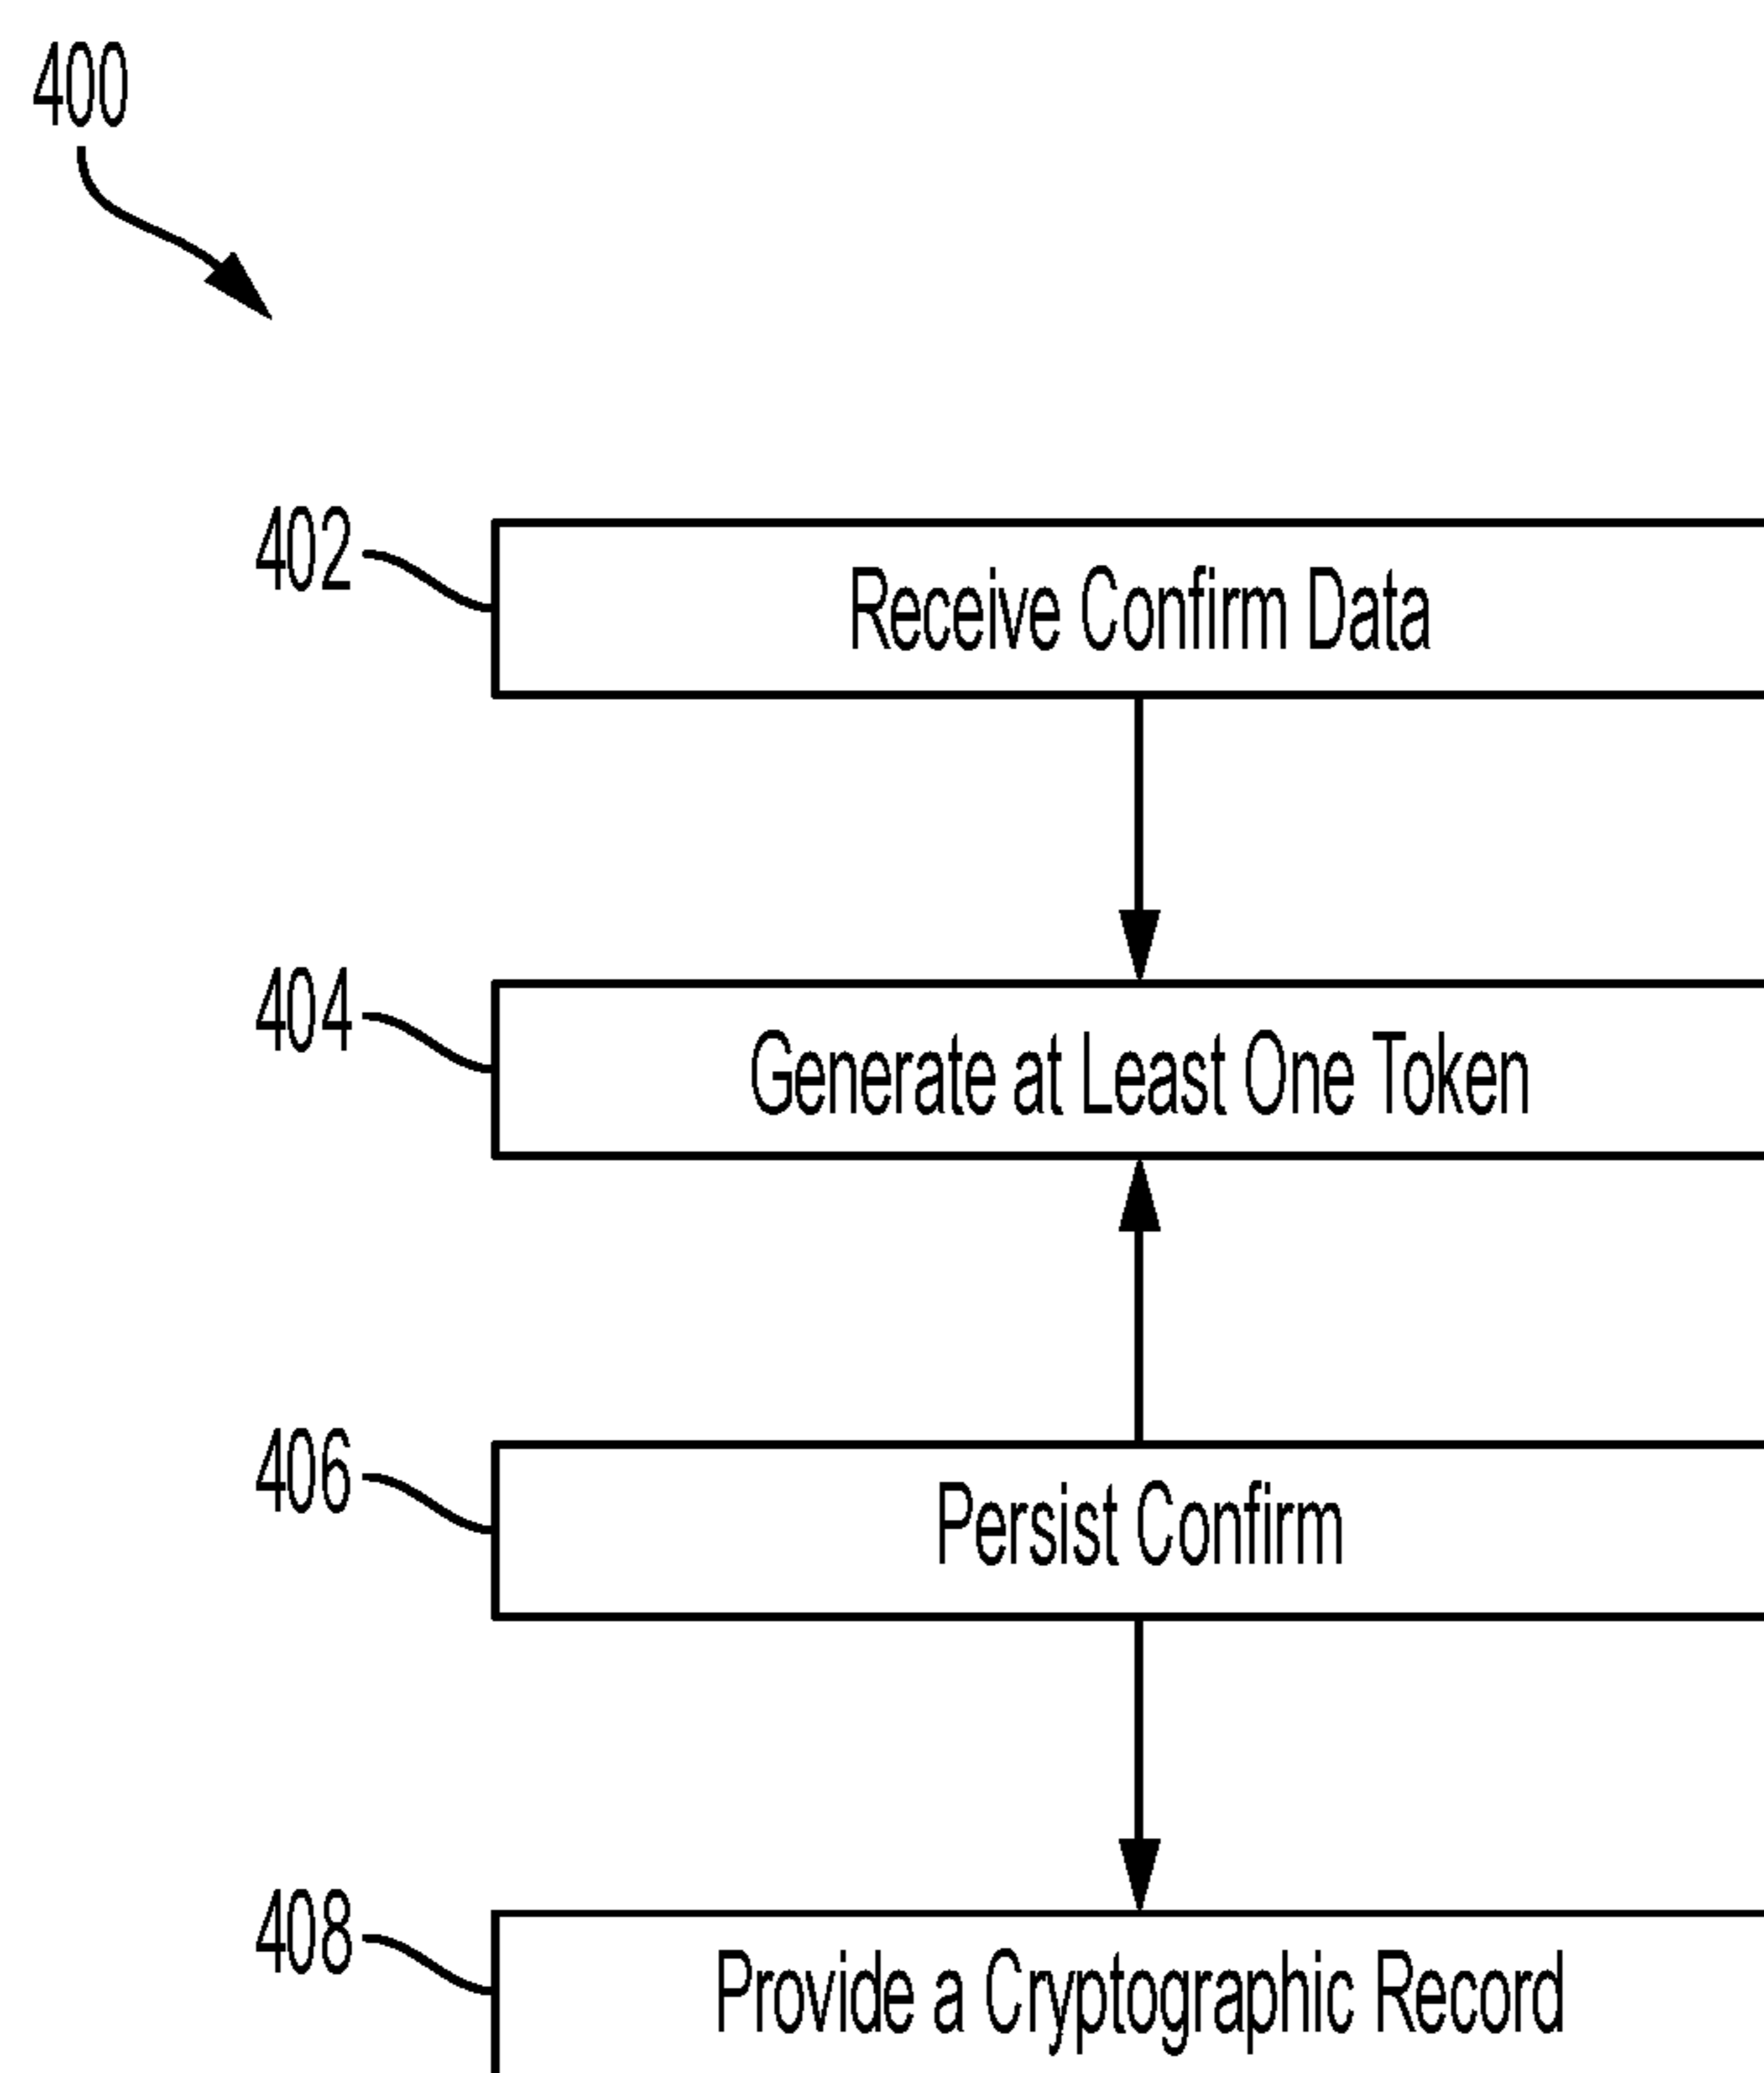 400
402
Receive Confirm Data
404
Generate at Least One Token
406
Persist Confirm
408
Provide a Cryptographic Record